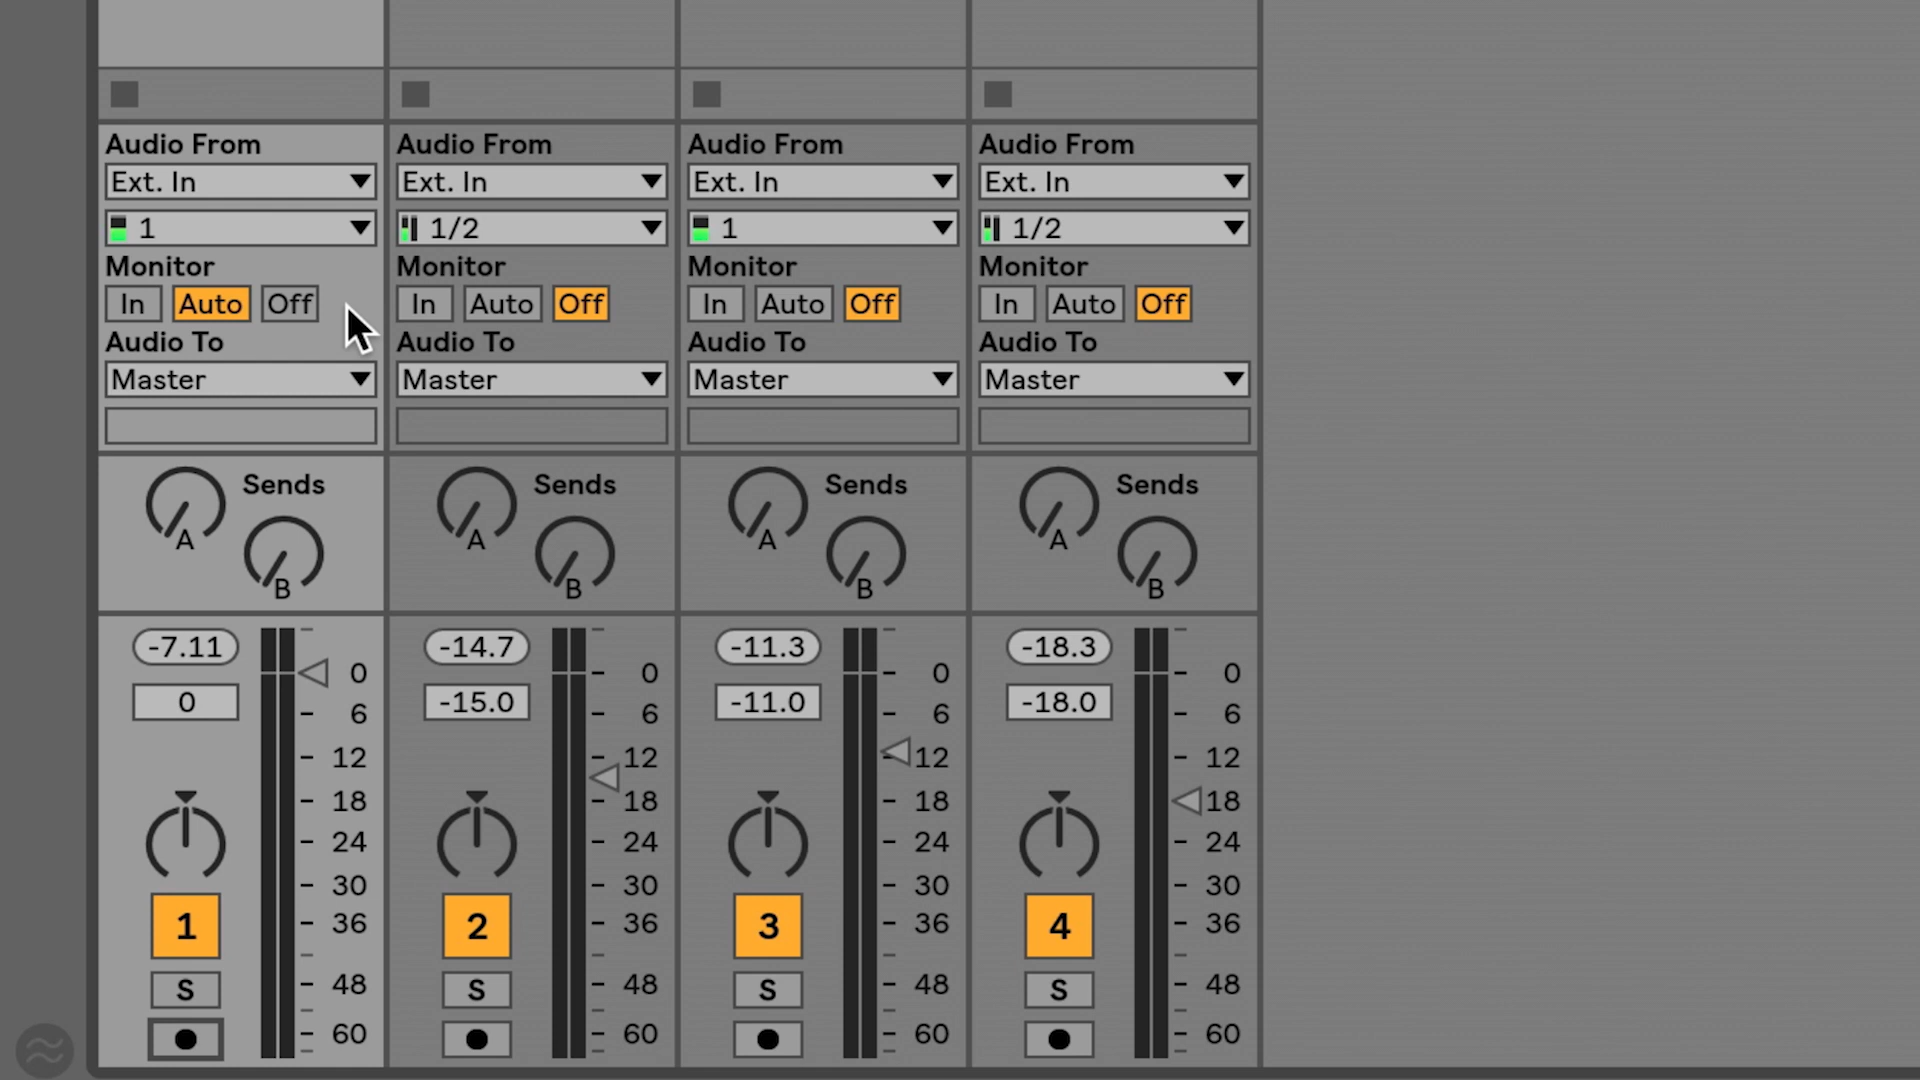 Audio From Audio From Audio From Audio From
Ext. In Ext. In Ext. In Ext. In
1 1/2 1 1/2
Monitor Monitor Monitor Monitor
In Auto Off In Auto Off In Auto Off In Auto Off
Audio To Audio To Audio To Audio To
Master Master Master Master
Sends Sends Sends Sends
A A A A
B B B B
-7.11 -14.7 -11.3 -18.3
0 0 0 0
0 -15.0 -11.0 -18.0
6 6 6 6
12 12 12 12
18 18 18 18
24 24 24 24
30 30 30 30
1 36 2 36 3 36 4 36
S 48 S 48 S 48 S 48
60 60 60 60